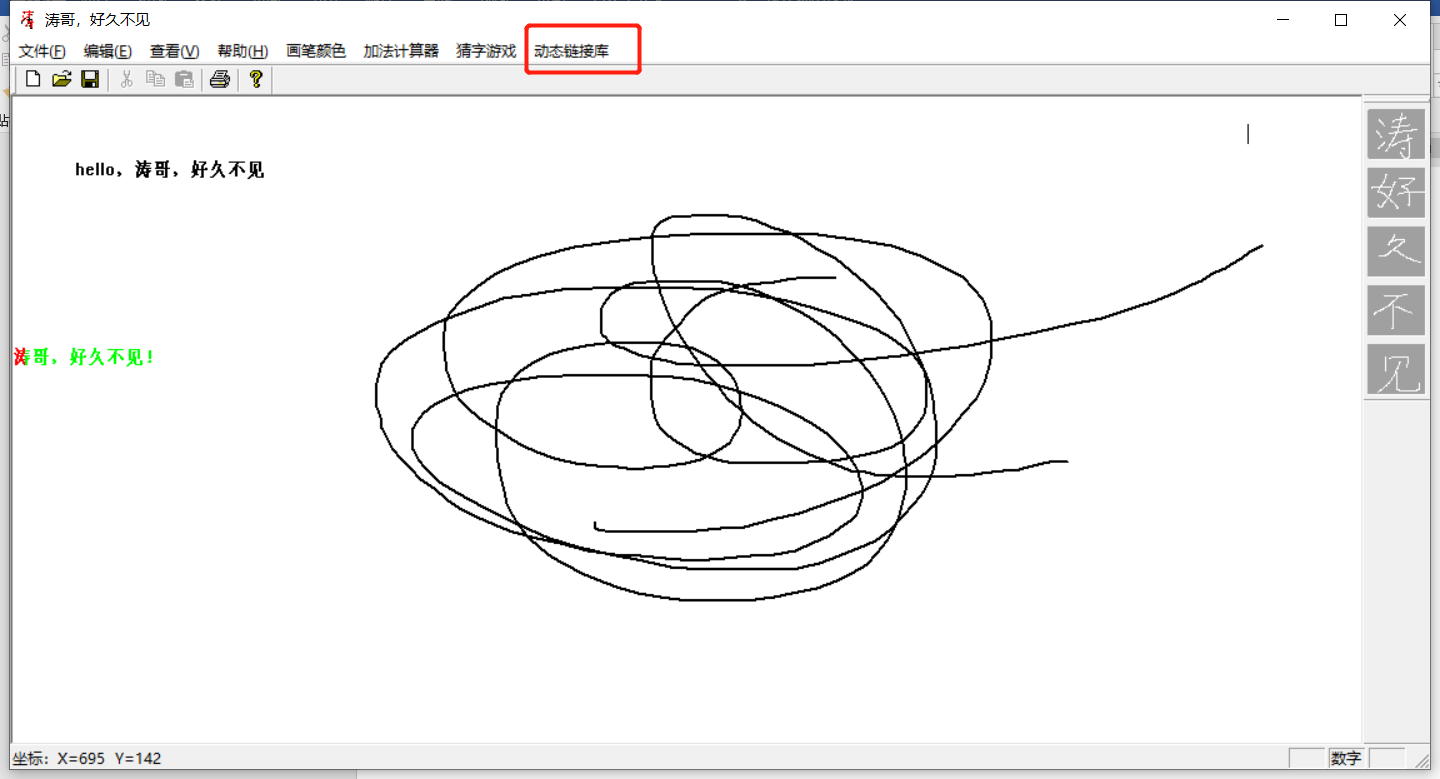 涛哥，好久不见
文件(F) 编辑(E) 查看(V) 帮助(H) 画笔颜色 加法计算器 猜字游戏 动态链接库
hello，涛哥，好久不见
涛哥，好久不见！
涛
好
久
不
见
坐标：X=695 Y=142
数字